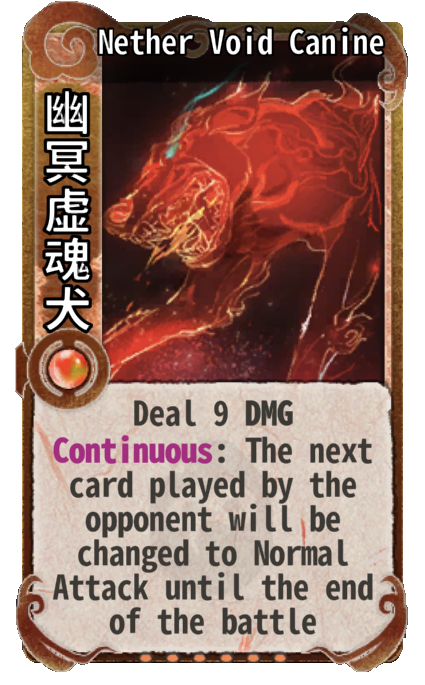 Nether Void Canine
幽冥虚魂犬
Deal 9 DMG
Continuous: The next
card played by the
opponent will be
changed to Normal
Attack until the end
of the battle